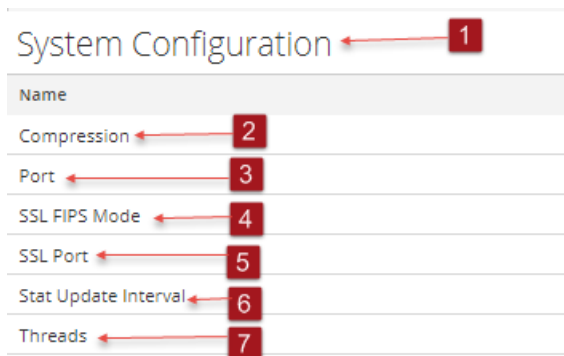 System Configuration 1
Name
Compression 2
Port 3
SSL FIPS Mode 4
SSL Port 5
Stat Update Interval 6
Threads 7